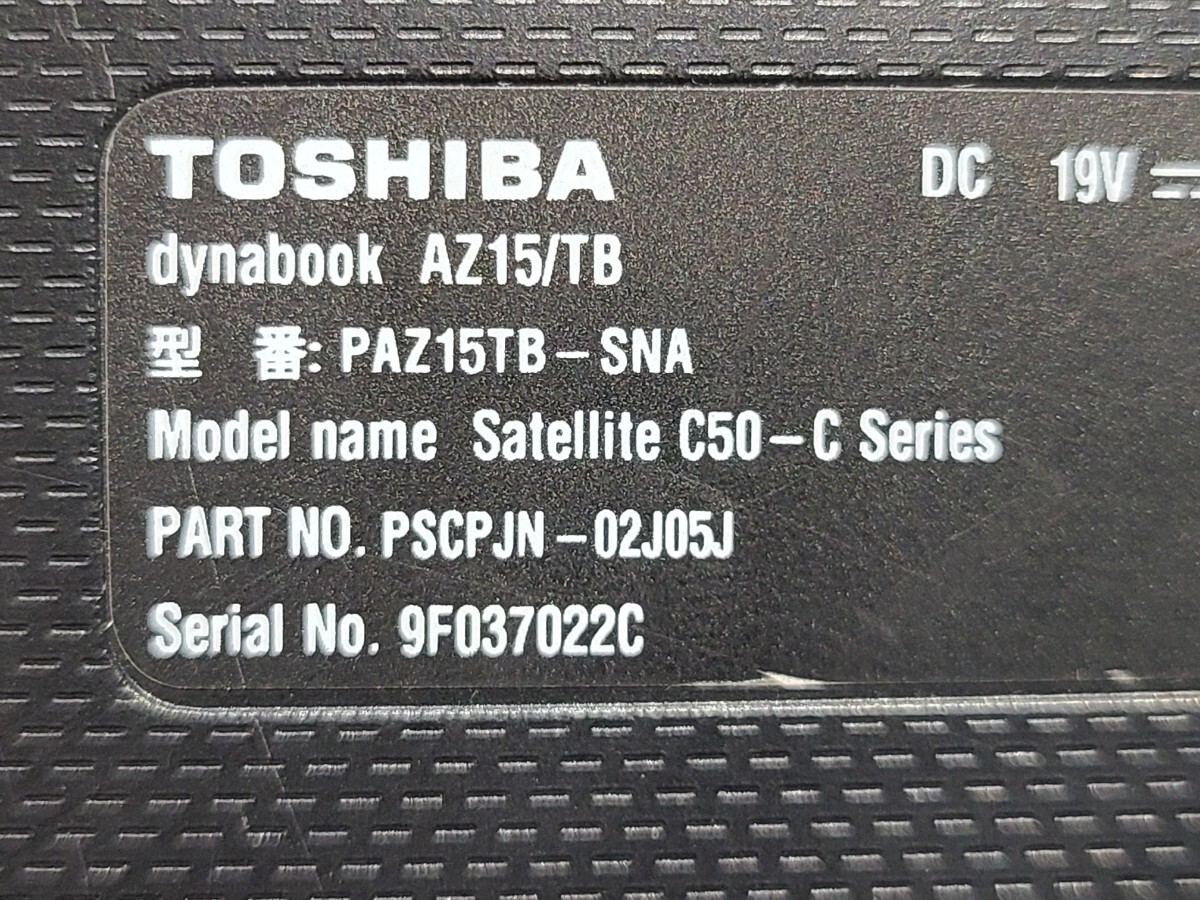 TOSHIBA DC 19V ⎓
dynabook AZ15/TB
型 番: PAZ15TB-SNA
Model name Satellite C50-C Series
PART NO. PSCPJN-02J05J
Serial No. 9F037022C